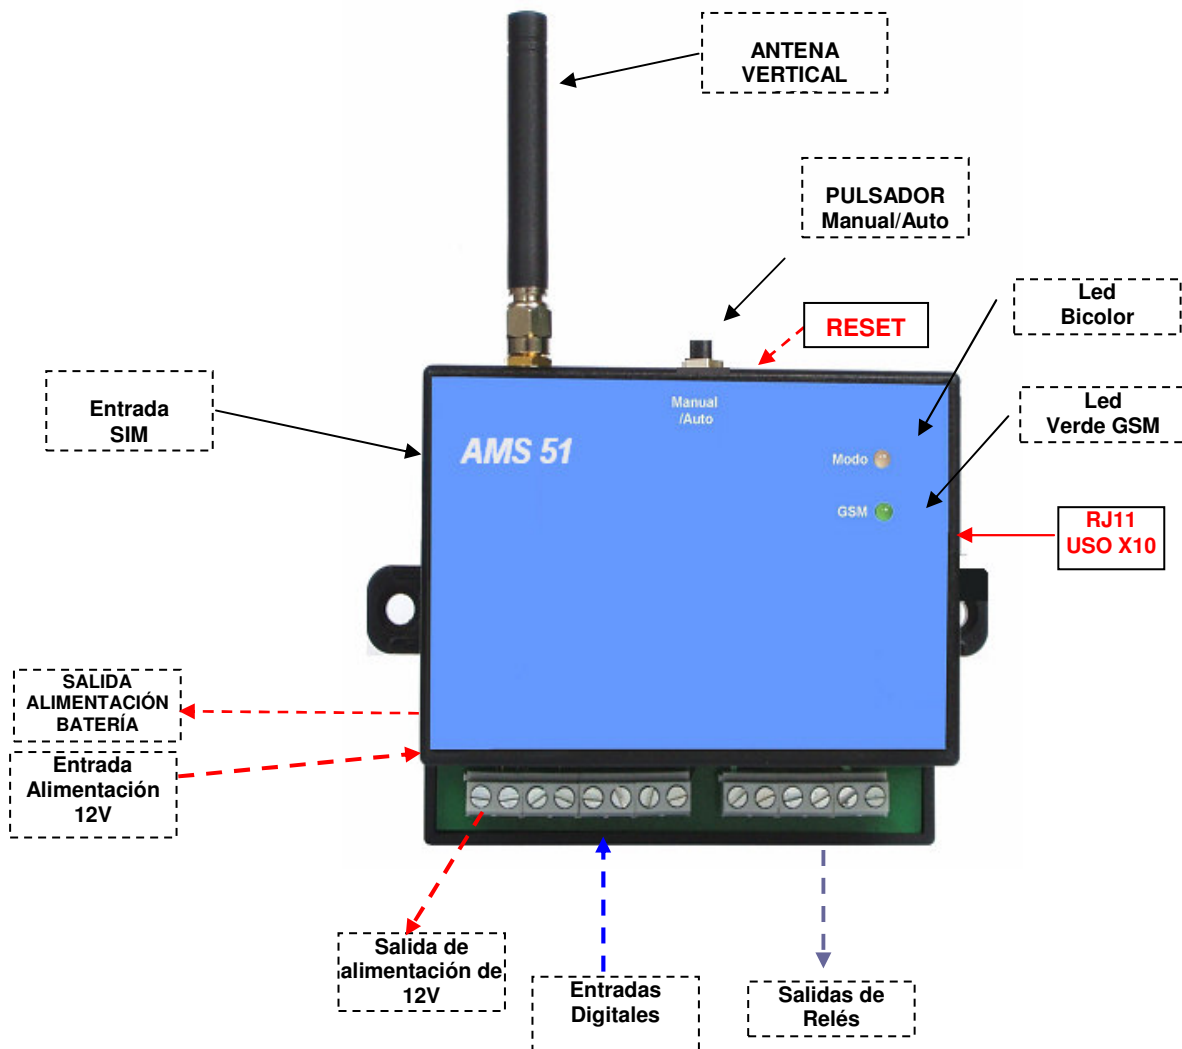 ANTENA
VERTICAL
PULSADOR
Manual/Auto
RESET
Led
Bicolor
Entrada
SIM
Led
Verde GSM
Manual
/Auto
AMS 51
Modo
GSM
RJ11
USO X10
SALIDA
ALIMENTACIÓN
BATERÍA
Entrada
Alimentación
12V
Salida de
alimentación de
12V
Entradas
Digitales
Salidas de
Relés